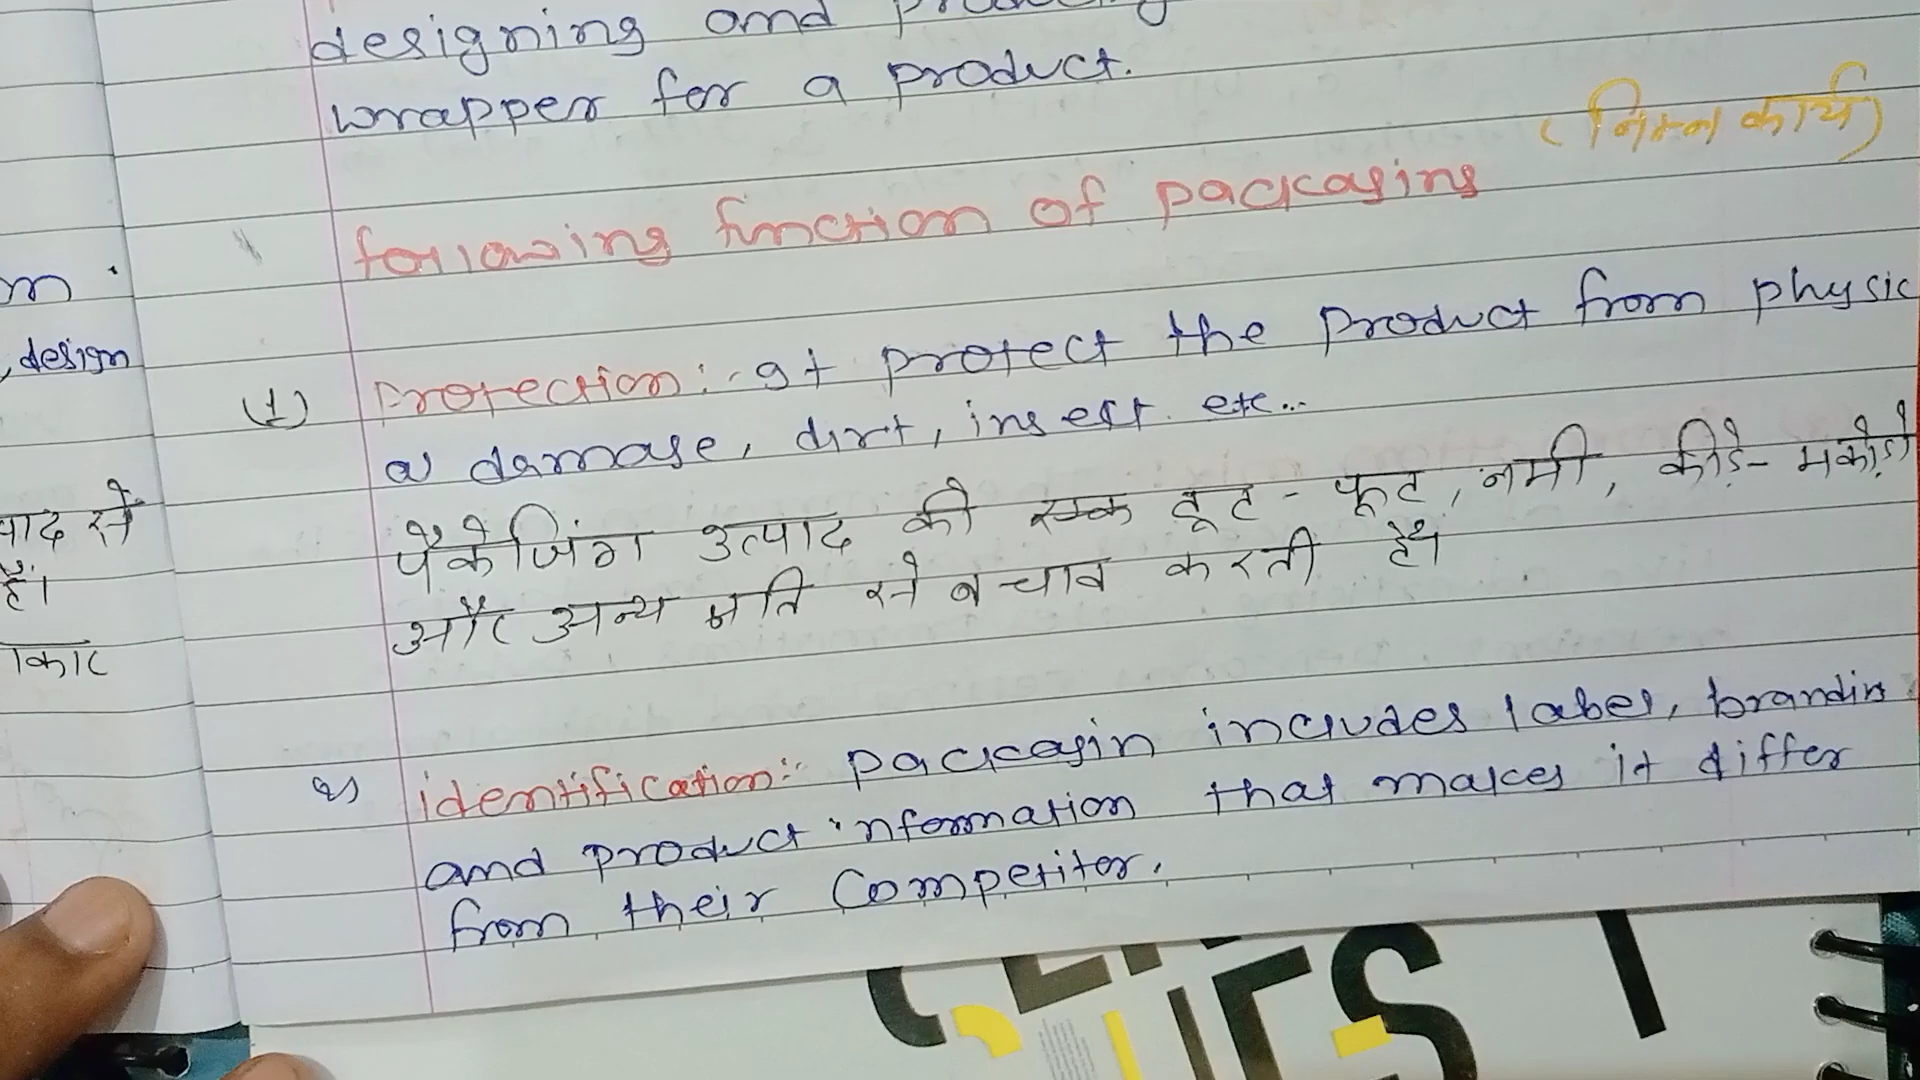 designing and
wrapper for a product.
(निम्न कार्य)
following function of packaging
(1) Protection:- It protect the product from physic
al damage, dirt, insect. etc...
पैकेजिंग उत्पाद की टूट - फूट, नमी, कीड़े- मकोड़ो
और अन्य क्षति से बचाव करती है।
2) identification:- packagin includes label, brandin
and product information that makes it differ
from their Competitor.
m.
, design
पाद से
हैं।
कार